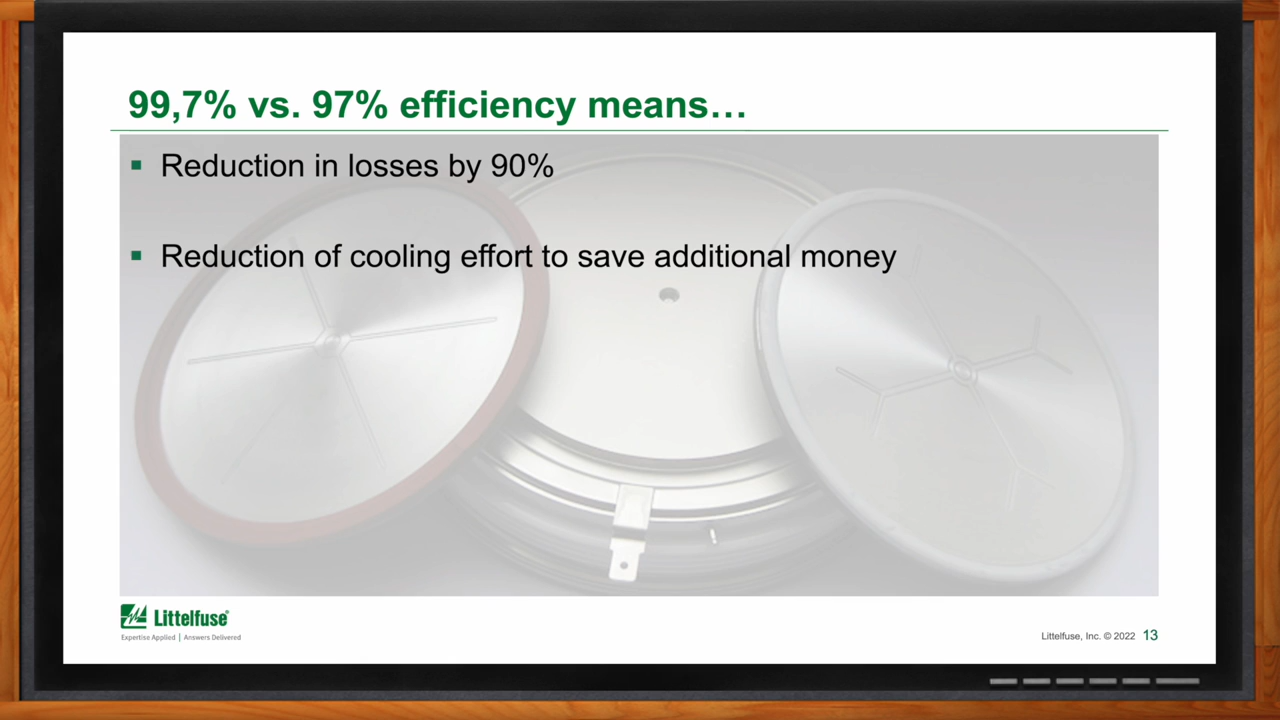 99,7% vs. 97% efficiency means…
Reduction in losses by 90%
Reduction of cooling effort to save additional money
Littelfuse®
Expertise Applied | Answers Delivered
Littelfuse, Inc. © 2022 13